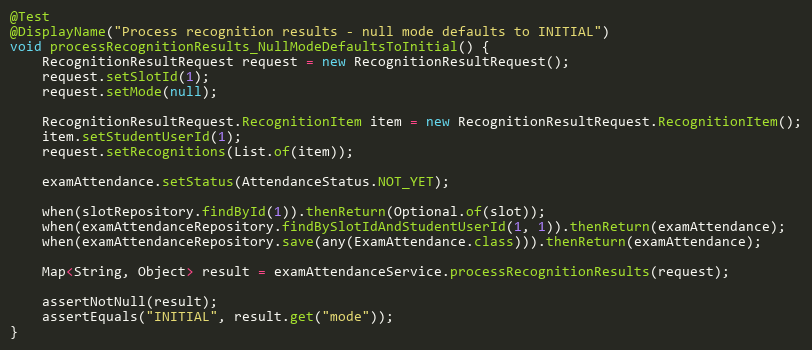 @Test
@DisplayName("Process recognition results - null mode defaults to INITIAL")
void processRecognitionResults_NullModeDefaultsToInitial() {
    RecognitionResultRequest request = new RecognitionResultRequest();
    request.setSlotId(1);
    request.setMode(null);
    RecognitionResultRequest.RecognitionItem item = new RecognitionResultRequest.RecognitionItem();
    item.setStudentUserId(1);
    request.setRecognitions(List.of(item));
    examAttendance.setStatus(AttendanceStatus.NOT_YET);
    when(slotRepository.findById(1)).thenReturn(Optional.of(slot));
    when(examAttendanceRepository.findBySlotIdAndStudentUserId(1, 1)).thenReturn(examAttendance);
    when(examAttendanceRepository.save(any(ExamAttendance.class))).thenReturn(examAttendance);
    Map<String, Object> result = examAttendanceService.processRecognitionResults(request);
    assertNotNull(result);
    assertEquals("INITIAL", result.get("mode"));
}